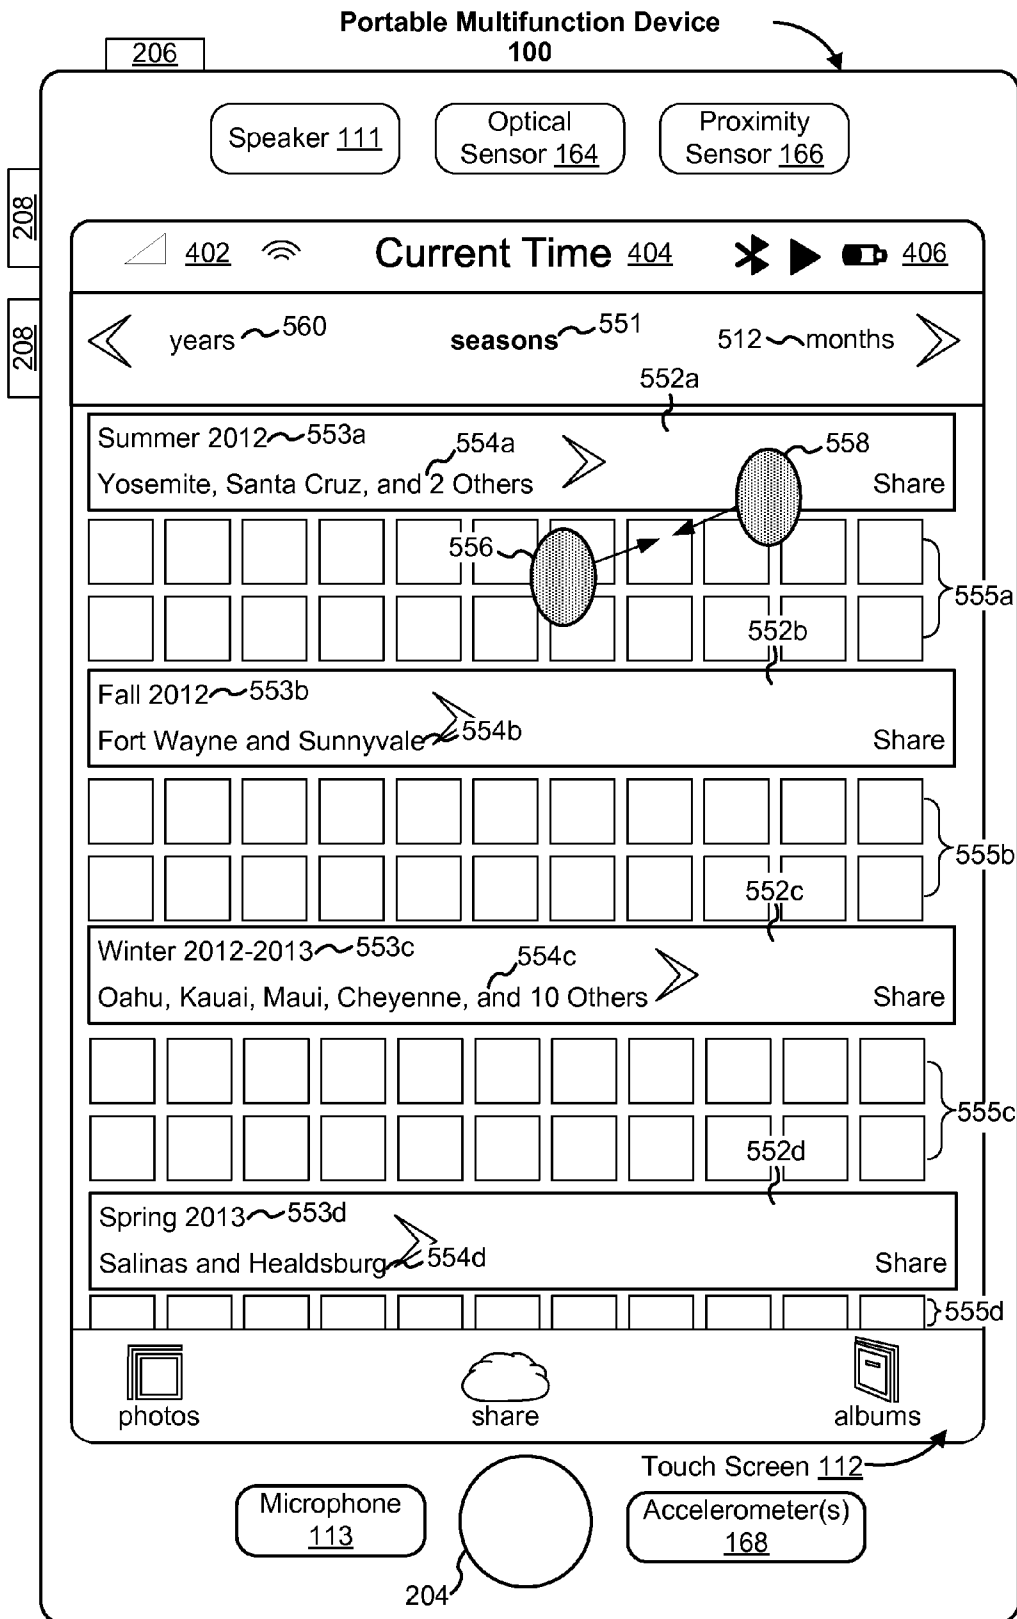 Portable Multifunction Device
100
206
Speaker 111
Optical
Sensor 164
Proximity
Sensor 166
208
208
402
Current Time 404
406
years 560
seasons 551
512 months
552a
Summer 2012 553a
554a
558
Yosemite, Santa Cruz, and 2 Others
Share
556
555a
552b
Fall 2012 553b
Fort Wayne and Sunnyvale 554b
Share
555b
552c
Winter 2012-2013 553c
554c
Oahu, Kauai, Maui, Cheyenne, and 10 Others
Share
555c
552d
Spring 2013 553d
Salinas and Healdsburg 554d
Share
555d
photos
share
albums
Touch Screen 112
Microphone
113
Accelerometer(s)
168
204